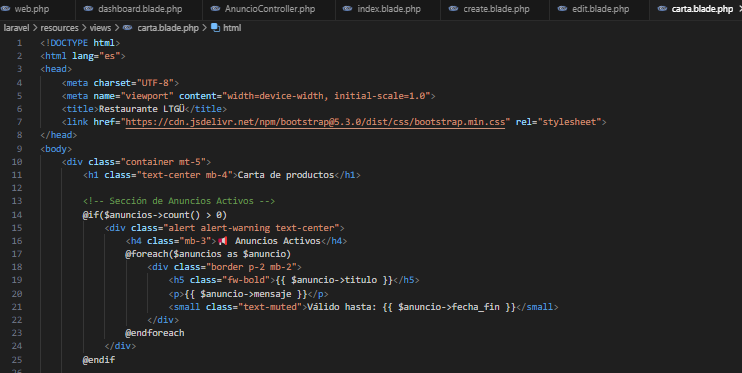 web.php dashboard.blade.php AnuncioController.php index.blade.php create.blade.php edit.blade.php carta.blade.php
laravel > resources > views > carta.blade.php > html
1 <!DOCTYPE html>
2 <html lang="es">
3 <head>
4     <meta charset="UTF-8">
5     <meta name="viewport" content="width=device-width, initial-scale=1.0">
6     <title>Restaurante LTGÜ</title>
7     <link href="https://cdn.jsdelivr.net/npm/bootstrap@5.3.0/dist/css/bootstrap.min.css" rel="stylesheet">
8 </head>
9 <body>
10     <div class="container mt-5">
11         <h1 class="text-center mb-4">Carta de productos</h1>
12
13         <!-- Sección de Anuncios Activos -->
14         @if($anuncios->count() > 0)
15             <div class="alert alert-warning text-center">
16                 <h4 class="mb-3">📢 Anuncios Activos</h4>
17                 @foreach($anuncios as $anuncio)
18                     <div class="border p-2 mb-2">
19                         <h5 class="fw-bold">{{ $anuncio->titulo }}</h5>
20                         <p>{{ $anuncio->mensaje }}</p>
21                         <small class="text-muted">Válido hasta: {{ $anuncio->fecha_fin }}</small>
22                     </div>
23                 @endforeach
24             </div>
25         @endif